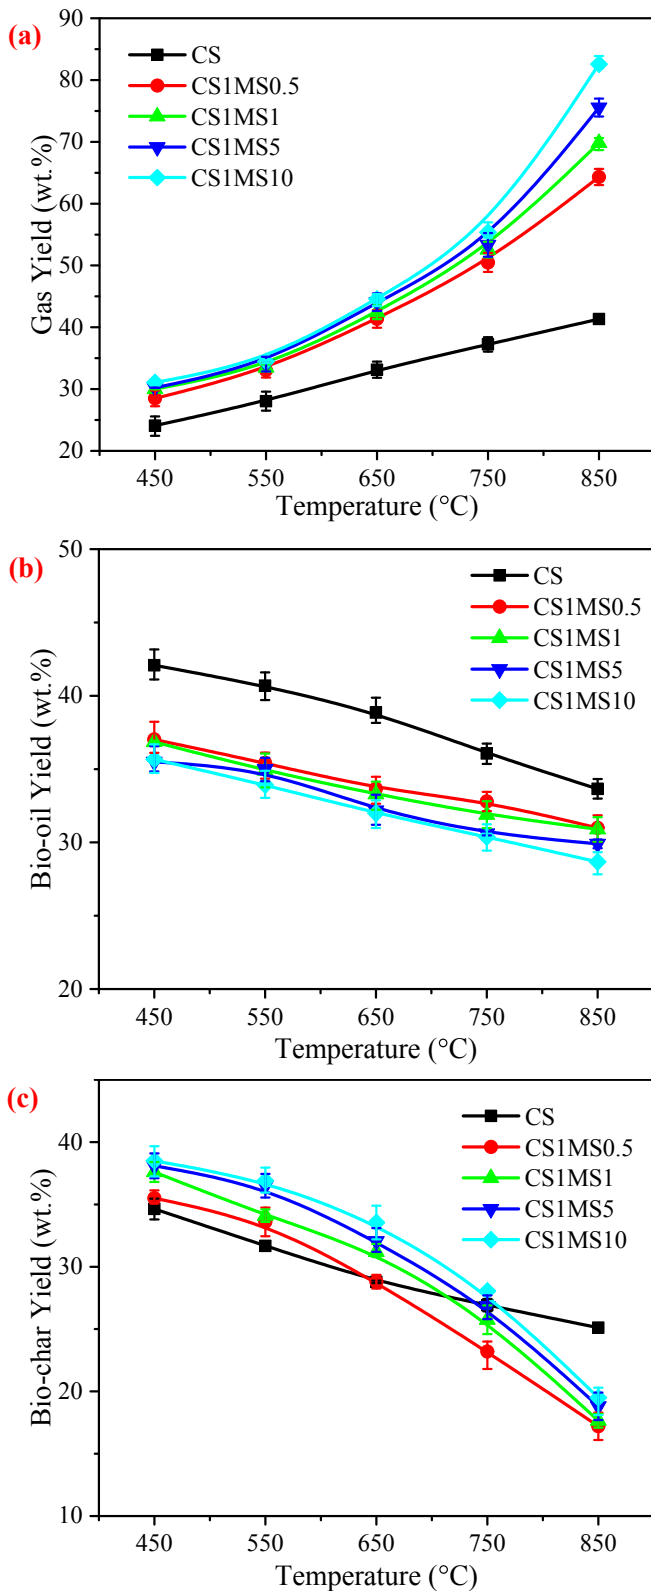 (a)
90
80
70
60
50
40
30
20
Gas Yield (wt.%)
CS
CS1MS0.5
CS1MS1
CS1MS5
CS1MS10
450 550 650 750 850
Temperature (°C)
(b)
50
40
30
20
Bio-oil Yield (wt.%)
CS
CS1MS0.5
CS1MS1
CS1MS5
CS1MS10
450 550 650 750 850
Temperature (°C)
(c)
40
30
20
10
Bio-char Yield (wt.%)
CS
CS1MS0.5
CS1MS1
CS1MS5
CS1MS10
450 550 650 750 850
Temperature (°C)